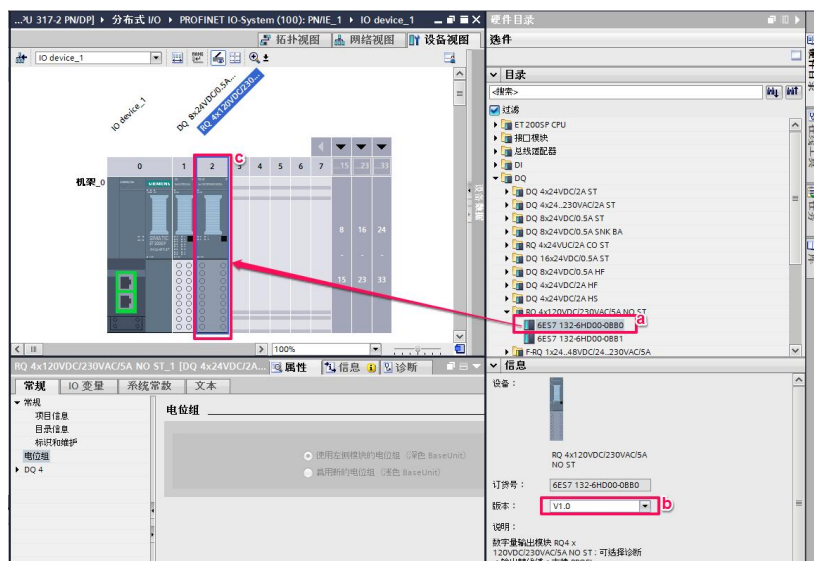 ...PU 317-2 PN/DP] ▸ 分布式 I/O ▸ PROFINET IO-System (100): PN/IE_1 ▸ IO device_1
拓扑视图
网络视图
设备视图
IO device_1
IO device_1
DQ 8x24VDC/0.5A...
RQ 4x120VDC/230...
机架_0
0 1 2 3 4 5 6 7 ...15 ...23 ...33
8 16 24
- - -
15 23 33
c
100%
硬件目录
选件
目录
<搜索>
过滤
ET 200SP CPU
接口模块
总线适配器
DI
DQ
DQ 4x24VDC/2A ST
DQ 4x24..230VAC/2A ST
DQ 8x24VDC/0.5A ST
DQ 8x24VDC/0.5A SNK BA
RQ 4x24VUC/2A CO ST
DQ 16x24VDC/0.5A ST
DQ 8x24VDC/0.5A HF
DQ 4x24VDC/2A HF
DQ 4x24VDC/2A HS
RQ 4x120VDC/230VAC/5A NO ST
6ES7 132-6HD00-0BB0
a
6ES7 132-6HD00-0BB1
F-RQ 1x24..48VDC/24..230VAC/5A
信息
设备：
RQ 4x120VDC/230VAC/5A
NO ST
订货号：
6ES7 132-6HD00-0BB0
版本：
V1.0
b
说明：
数字量输出模块 RQ4 x
120VDC/230VAC/5A NO ST：可选择诊断
RQ 4x120VDC/230VAC/5A NO ST_1 [DQ 4x24VDC/2A...
属性
信息
诊断
常规
IO 变量
系统常数
文本
常规
项目信息
目录信息
标识和维护
电位组
DQ 4
电位组
使用左侧模块的电位组（深色 BaseUnit）
启用新的电位组（浅色 BaseUnit）